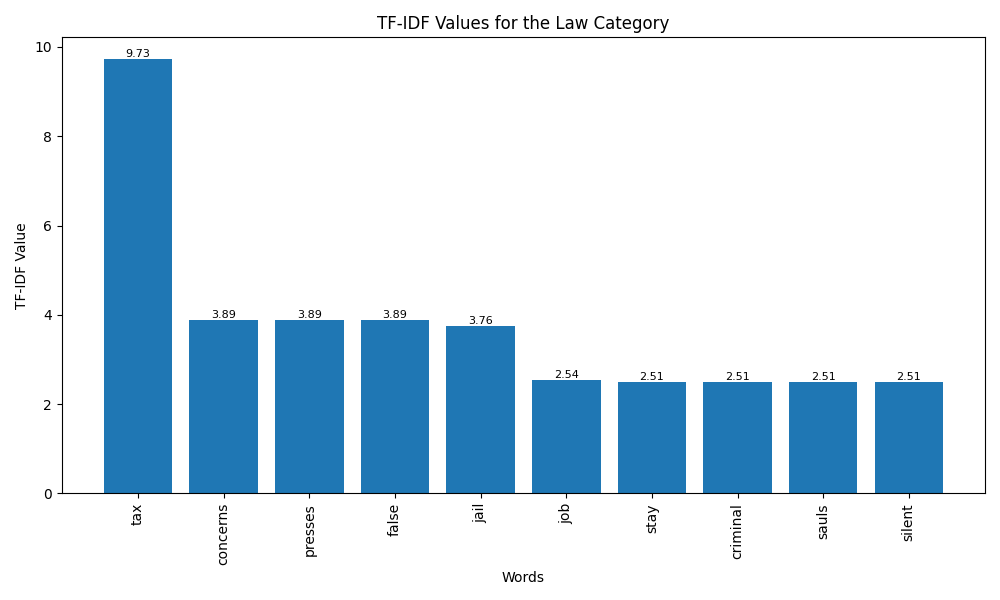 TF-IDF Values for the Law Category
10
8
6
4
2
0
TF-IDF Value
9.73
3.89
3.89
3.89
3.76
2.54
2.51
2.51
2.51
2.51
tax
concerns
presses
false
jail
job
stay
criminal
sauls
silent
Words